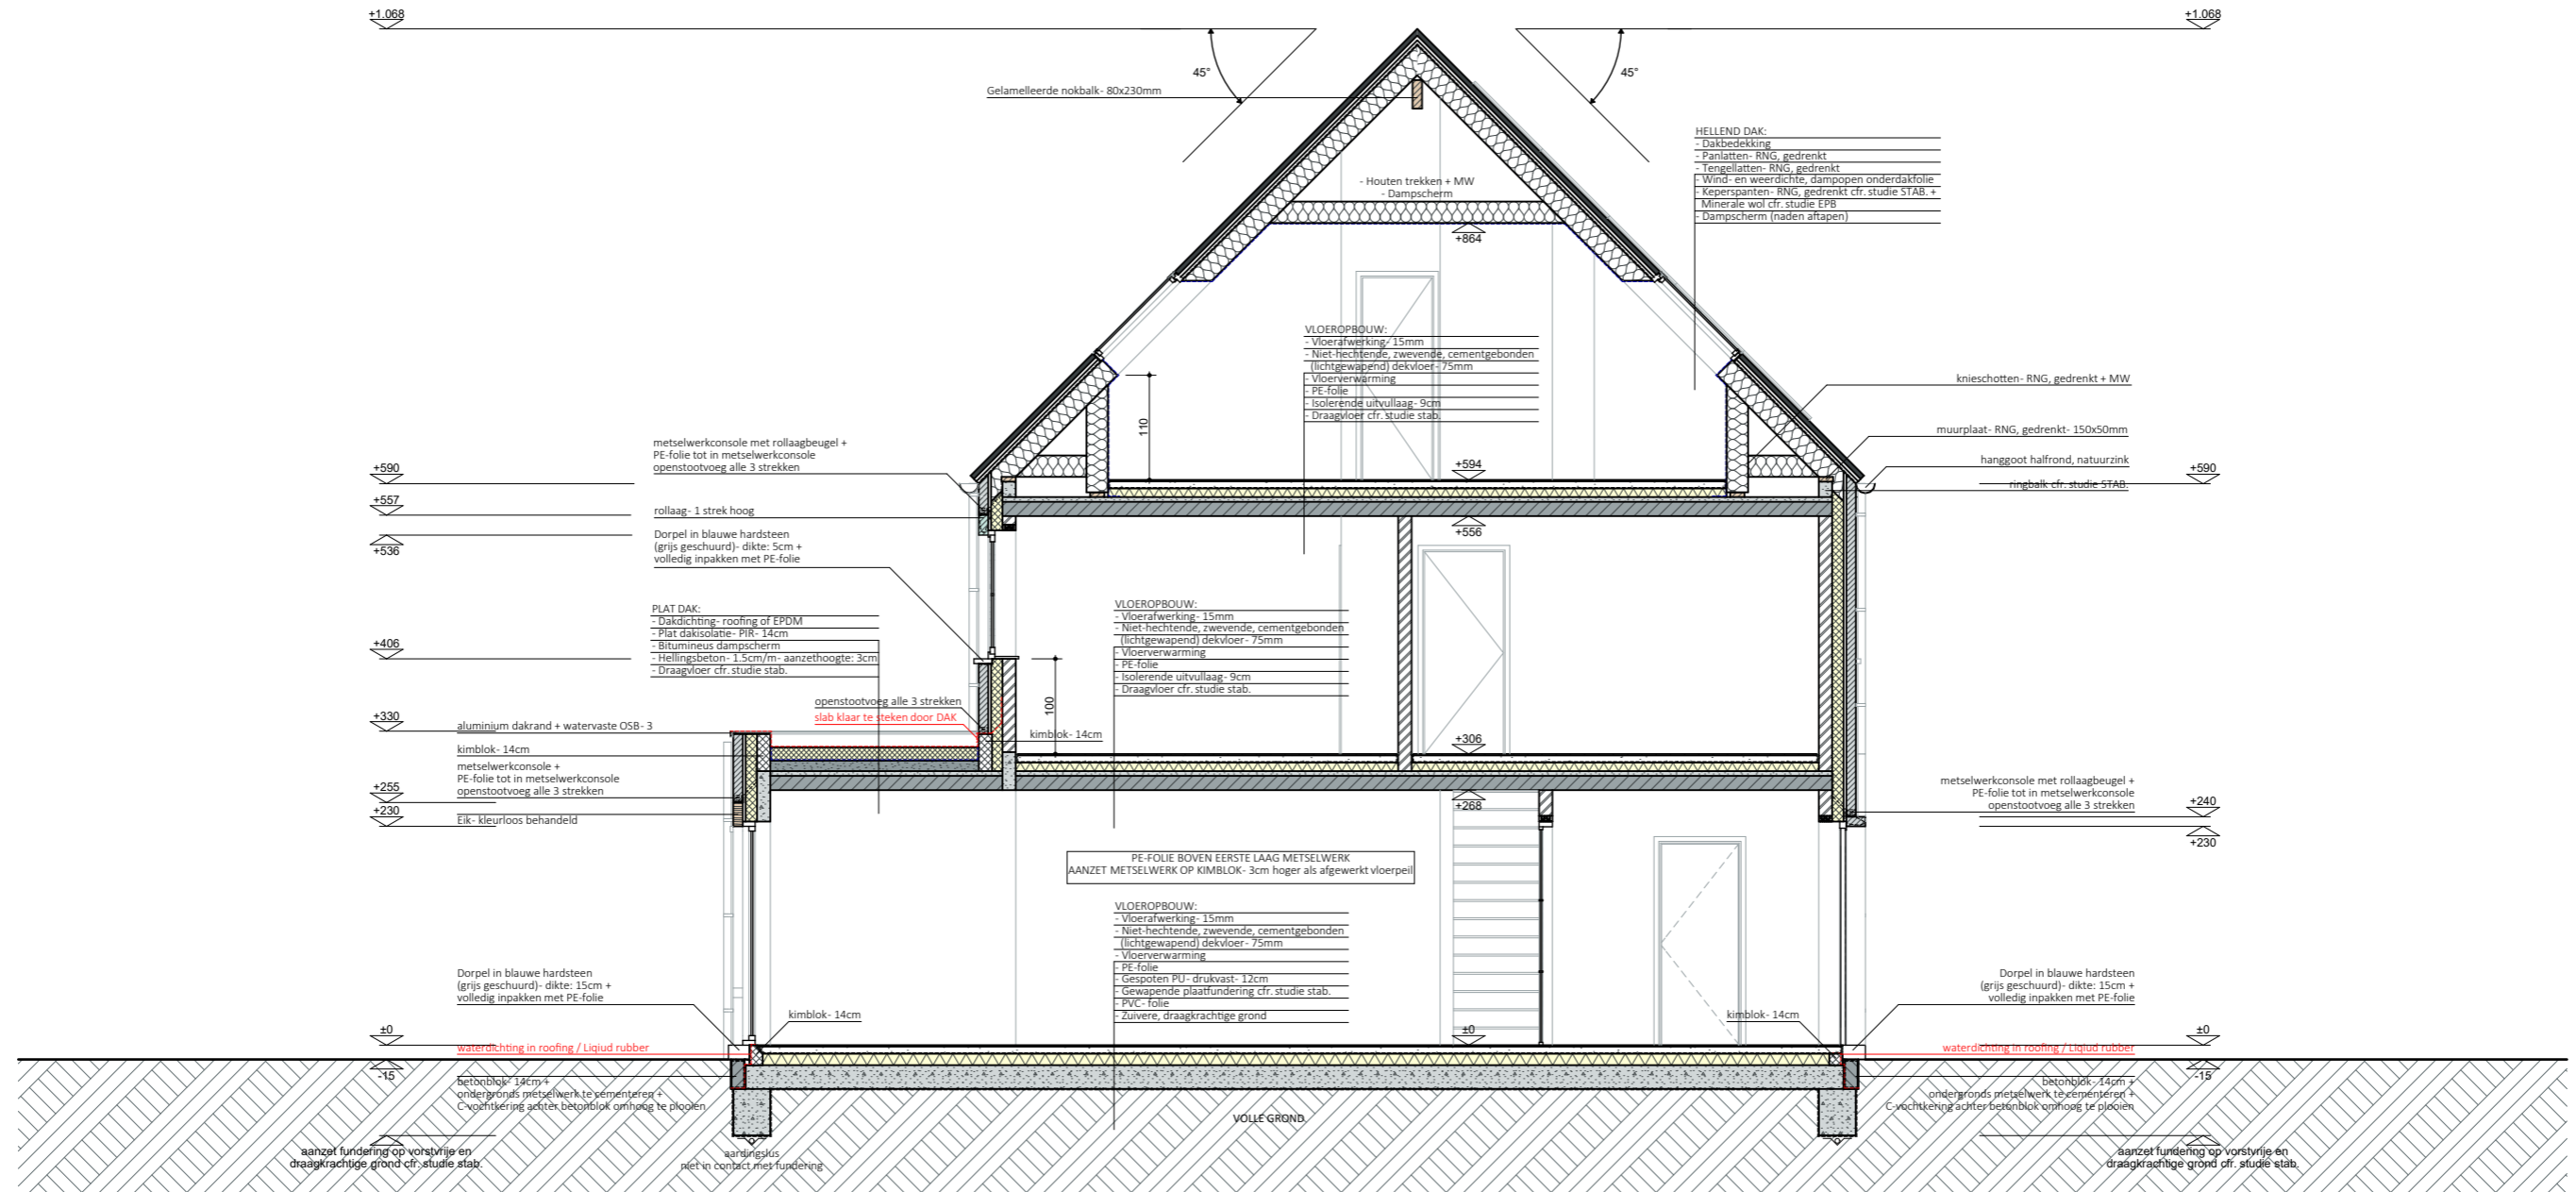 +1.068
+1.068
45°
45°
Gelamelleerde nokbalk- 80x230mm
HELLEND DAK:
- Dakbedekking
- Panlatten- RNG, gedrenkt
- Tengellatten- RNG, gedrenkt
- Wind- en weerdichte, dampopen onderdakfolie
- Keperspanten- RNG, gedrenkt cfr. studie STAB. +
Minerale wol cfr. studie EPB
- Dampscherm (naden aftapen)
- Houten trekken + MW
- Dampscherm
+864
VLOEROPBOUW:
- Vloerafwerking- 15mm
- Niet-hechtende, zwevende, cementgebonden
(lichtgewapend) dekvloer- 75mm
- Vloerverwarming
- PE-folie
- Isolerende uitvullaag- 9cm
- Draagvloer cfr. studie stab.
110
knieschotten- RNG, gedrenkt + MW
muurplaat- RNG, gedrenkt- 150x50mm
hanggoot halfrond, natuurzink
ringbalk cfr. studie STAB.
+590
metselwerkconsole met rollaagbeugel +
PE-folie tot in metselwerkconsole
openstootvoeg alle 3 strekken
+590
+557
+536
rollaag- 1 strek hoog
Dorpel in blauwe hardsteen
(grijs geschuurd)- dikte: 5cm +
volledig inpakken met PE-folie
+594
+556
PLAT DAK:
- Dakdichting- roofing of EPDM
- Plat dakisolatie- PIR- 14cm
- Bitumineus dampscherm
- Hellingsbeton- 1.5cm/m- aanzethoogte: 3cm
- Draagvloer cfr. studie stab.
+406
VLOEROPBOUW:
- Vloerafwerking- 15mm
- Niet-hechtende, zwevende, cementgebonden
(lichtgewapend) dekvloer- 75mm
- Vloerverwarming
- PE-folie
- Isolerende uitvullaag- 9cm
- Draagvloer cfr. studie stab.
100
openstootvoeg alle 3 strekken
slab klaar te steken door DAK
kimblok- 14cm
+330
aluminium dakrand + watervaste OSB- 3
kimblok- 14cm
metselwerkconsole +
PE-folie tot in metselwerkconsole
openstootvoeg alle 3 strekken
+255
+230
Eik- kleurloos behandeld
+306
+268
metselwerkconsole met rollaagbeugel +
PE-folie tot in metselwerkconsole
openstootvoeg alle 3 strekken
+240
+230
PE-FOLIE BOVEN EERSTE LAAG METSELWERK
AANZET METSELWERK OP KIMBLOK- 3cm hoger als afgewerkt vloerpeil
VLOEROPBOUW:
- Vloerafwerking- 15mm
- Niet-hechtende, zwevende, cementgebonden
(lichtgewapend) dekvloer- 75mm
- Vloerverwarming
- PE-folie
- Gespoten PU- drukvast- 12cm
- Gewapende plaatfundering cfr. studie stab.
- PVC- folie
- Zuivere, draagkrachtige grond
Dorpel in blauwe hardsteen
(grijs geschuurd)- dikte: 15cm +
volledig inpakken met PE-folie
kimblok- 14cm
±0
waterdichting in roofing / Liqiud rubber
-15
betonblok- 14cm +
ondergronds metselwerk te cementeren +
C-vochtkering achter betonblok omhoog te plooien
aanzet fundering op vorstvrije en
draagkrachtige grond cfr. studie stab.
aardingslus
niet in contact met fundering
±0
VOLLE GROND
Dorpel in blauwe hardsteen
(grijs geschuurd)- dikte: 15cm +
volledig inpakken met PE-folie
kimblok- 14cm
±0
waterdichting in roofing / Liqiud rubber
-15
betonblok- 14cm +
ondergronds metselwerk te cementeren +
C-vochtkering achter betonblok omhoog te plooien
aanzet fundering op vorstvrije en
draagkrachtige grond cfr. studie stab.